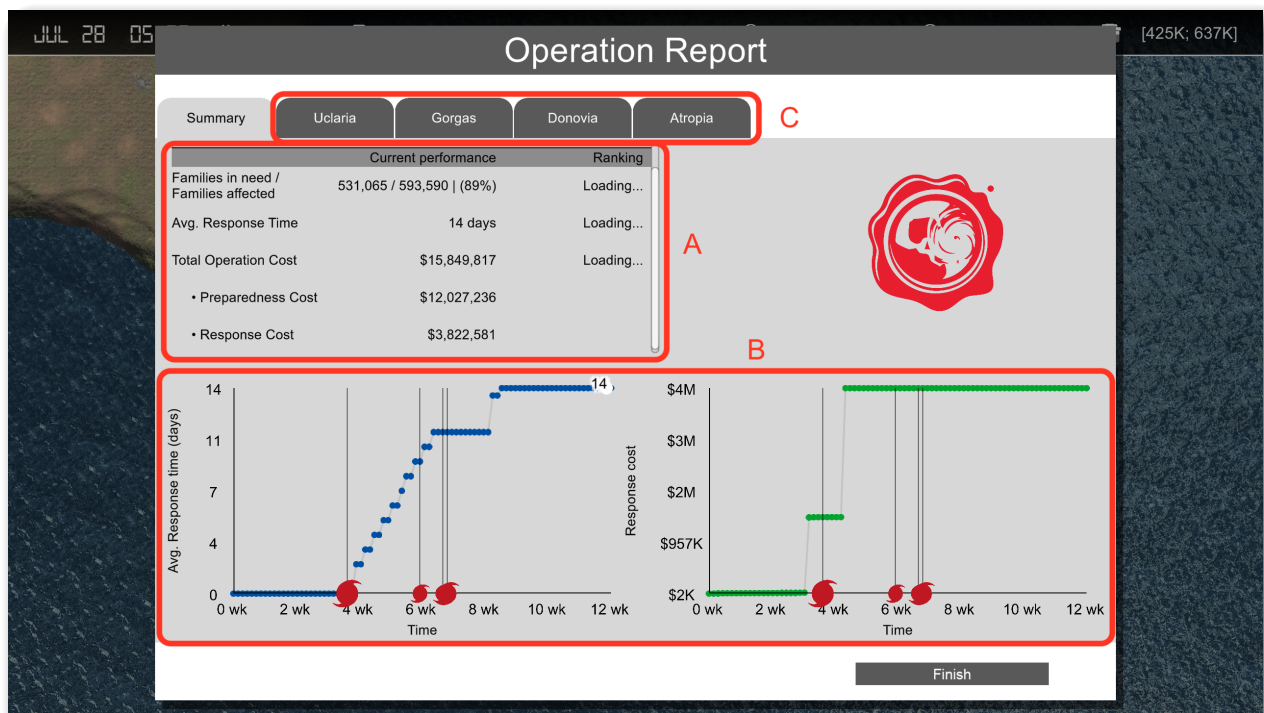 JUL 28 05
[425K; 637K]
Operation Report
Summary Uclaria Gorgas Donovia Atropia C
Current performance Ranking
Families in need /
Families affected 531,065 / 593,590 | (89%) Loading...
Avg. Response Time 14 days Loading...
Total Operation Cost $15,849,817 Loading...
• Preparedness Cost $12,027,236
• Response Cost $3,822,581
A
B
Avg. Response time (days)
14
11
7
4
0
14
0 wk 2 wk 4 wk 6 wk 8 wk 10 wk 12 wk
Time
Response cost
$4M
$3M
$2M
$957K
$2K
0 wk 2 wk 4 wk 6 wk 8 wk 10 wk 12 wk
Time
Finish